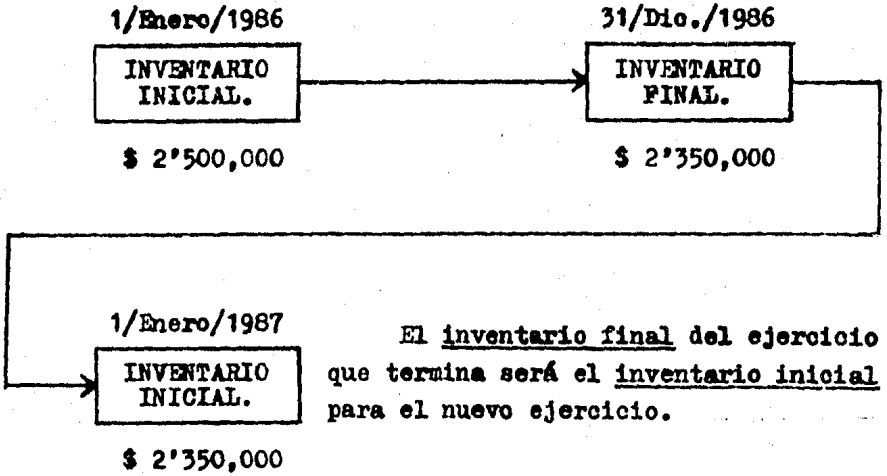 1/Enero/1986
31/Dic./1986
INVENTARIO
INICIAL.
INVENTARIO
FINAL.
$ 2'500,000
$ 2'350,000
1/Enero/1987
INVENTARIO
INICIAL.
$ 2'350,000
El inventario final del ejercicio
que termina será el inventario inicial
para el nuevo ejercicio.